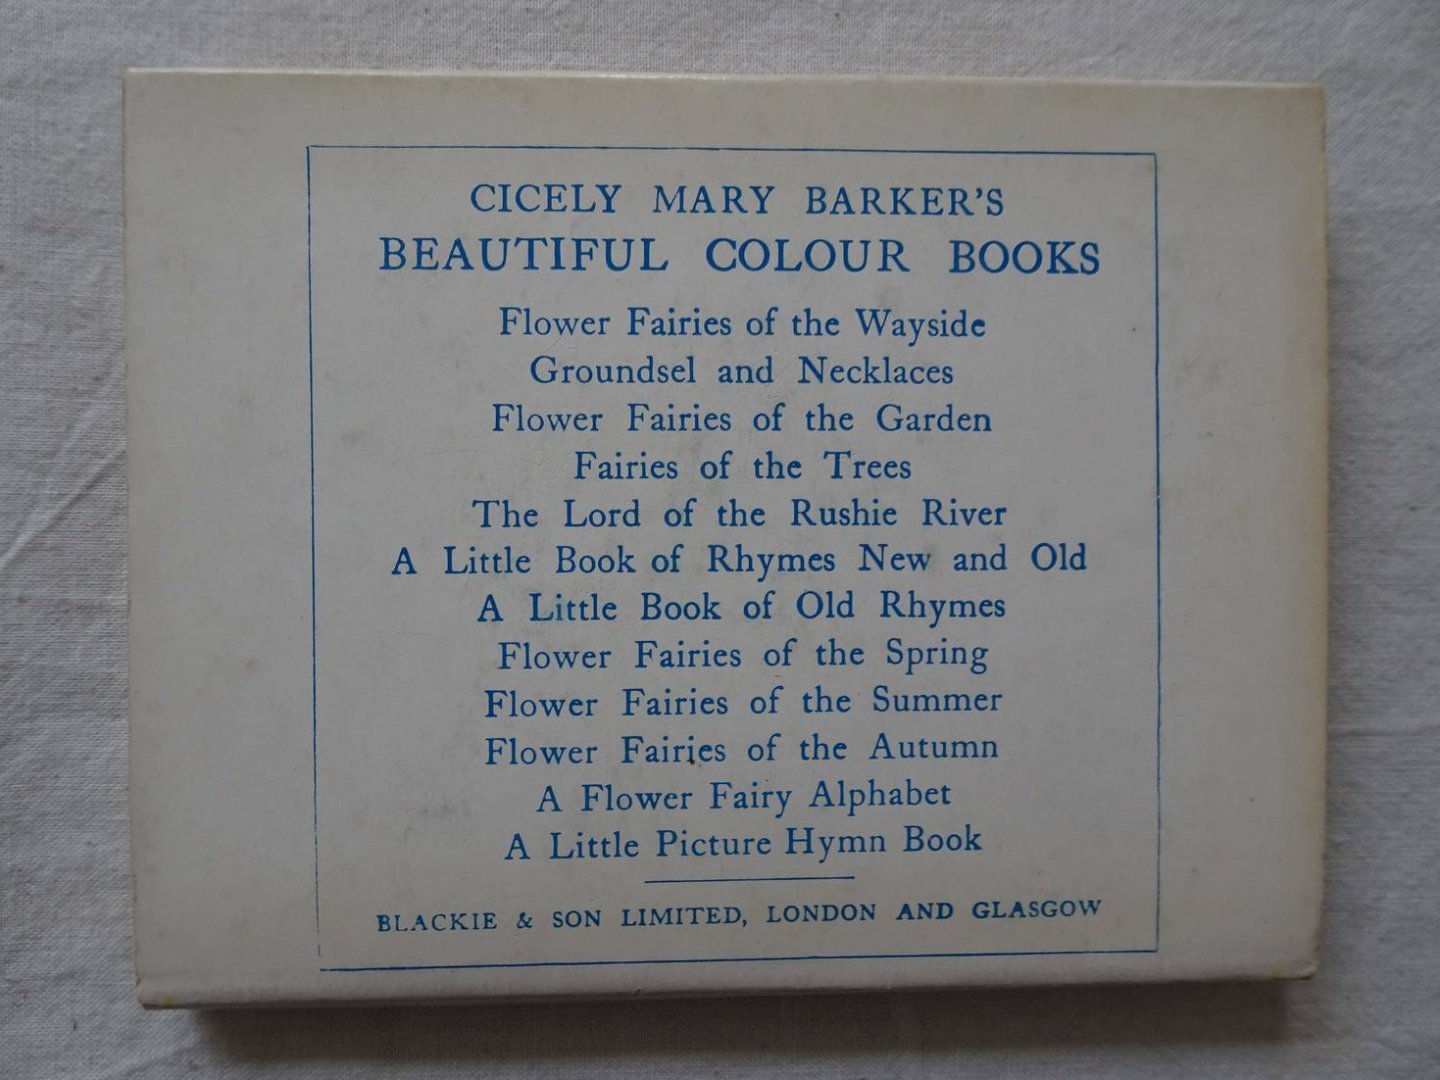 CICELY MARY BARKER'S
BEAUTIFUL COLOUR BOOKS
Flower Fairies of the Wayside
Groundsel and Necklaces
Flower Fairies of the Garden
Fairies of the Trees
The Lord of the Rushie River
A Little Book of Rhymes New and Old
A Little Book of Old Rhymes
Flower Fairies of the Spring
Flower Fairies of the Summer
Flower Fairies of the Autumn
A Flower Fairy Alphabet
A Little Picture Hymn Book
BLACKIE & SON LIMITED, LONDON AND GLASGOW